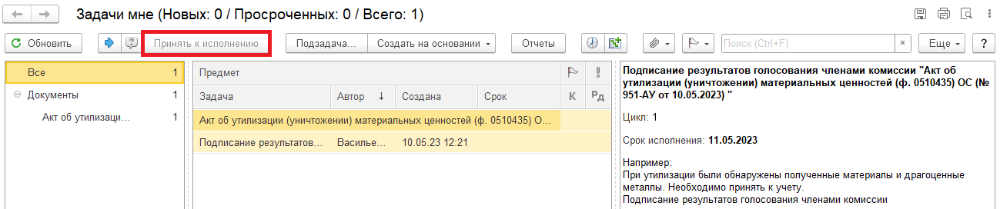 Задачи мне (Новых: 0 / Просроченных: 0 / Всего: 1)
Обновить
Принять к исполнению
Подзадача...
Создать на основании
Отчеты
Поиск (Ctrl+F)
×
Еще
?
Все 1
Документы 1
Акт об утилизаци... 1
Предмет
Задача Автор ↓ Создана Срок К Рд
Акт об утилизации (уничтожении) материальных ценностей (ф. 0510435) О...
Подписание результатов... Василье... 10.05.23 12:21
Подписание результатов голосования членами комиссии "Акт об
утилизации (уничтожении) материальных ценностей (ф. 0510435) ОС (№
951-АУ от 10.05.2023) "
Цикл: 1
Срок исполнения: 11.05.2023
Например:
При утилизации были обнаружены полученные материалы и драгоценные
металлы. Необходимо принять к учету.
Подписание результатов голосования членами комиссии